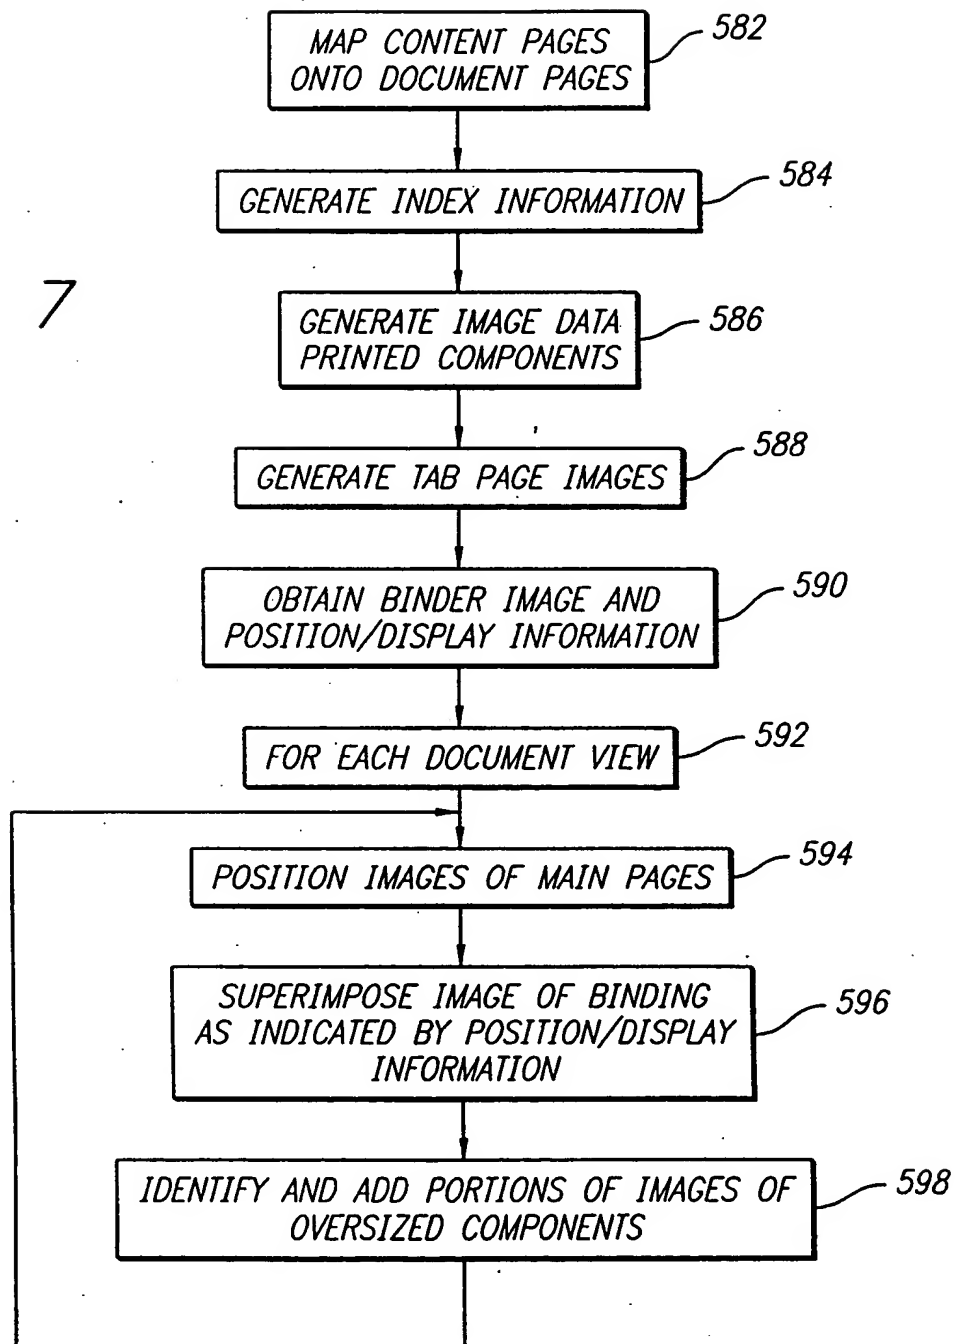 MAP CONTENT PAGES
ONTO DOCUMENT PAGES
582
GENERATE INDEX INFORMATION
584
7
GENERATE IMAGE DATA
PRINTED COMPONENTS
586
GENERATE TAB PAGE IMAGES
588
OBTAIN BINDER IMAGE AND
POSITION/DISPLAY INFORMATION
590
FOR EACH DOCUMENT VIEW
592
POSITION IMAGES OF MAIN PAGES
594
SUPERIMPOSE IMAGE OF BINDING
AS INDICATED BY POSITION/DISPLAY
INFORMATION
596
IDENTIFY AND ADD PORTIONS OF IMAGES OF
OVERSIZED COMPONENTS
598